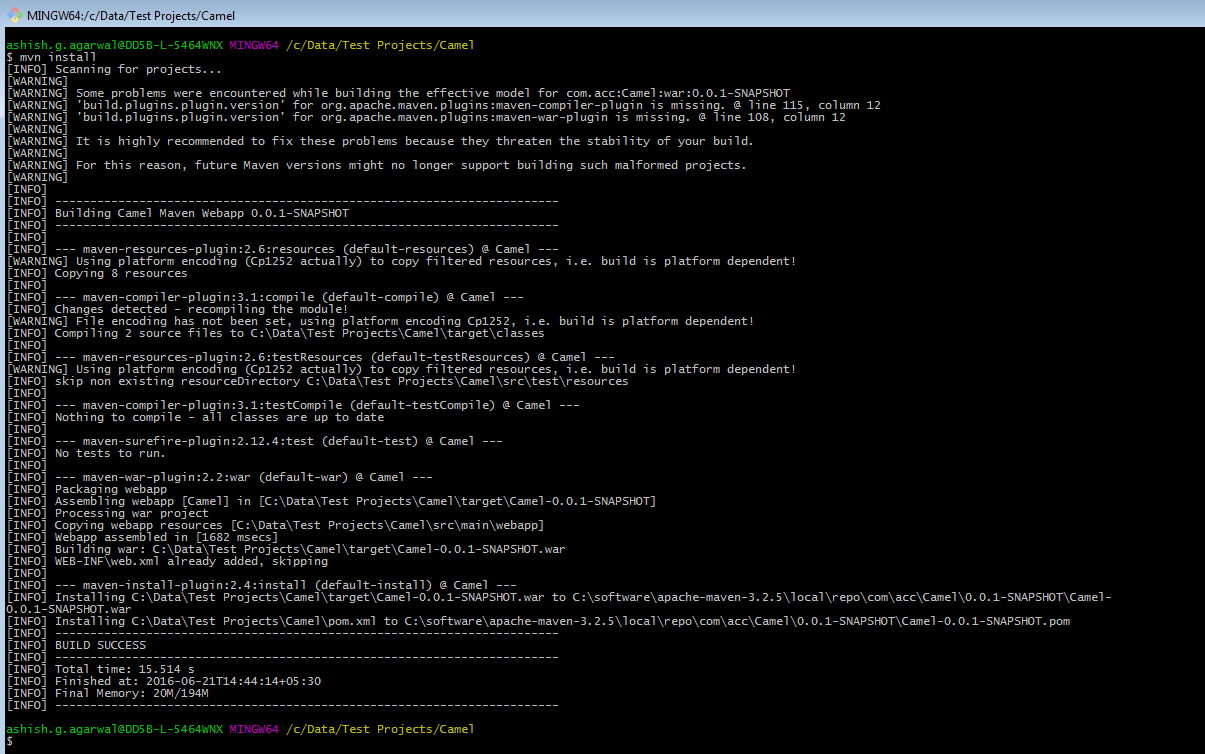 MINGW64:/c/Data/Test Projects/Camel
ashish.g.agarwal@DD5B-L-5464WNX MINGW64 /c/Data/Test Projects/Camel
$ mvn install
[INFO] Scanning for projects...
[WARNING]
[WARNING] Some problems were encountered while building the effective model for com.acc:Camel:war:0.0.1-SNAPSHOT
[WARNING] 'build.plugins.plugin.version' for org.apache.maven.plugins:maven-compiler-plugin is missing. @ line 115, column 12
[WARNING] 'build.plugins.plugin.version' for org.apache.maven.plugins:maven-war-plugin is missing. @ line 108, column 12
[WARNING]
[WARNING] It is highly recommended to fix these problems because they threaten the stability of your build.
[WARNING]
[WARNING] For this reason, future Maven versions might no longer support building such malformed projects.
[WARNING]
[INFO]
[INFO] ------------------------------------------------------------------------
[INFO] Building Camel Maven Webapp 0.0.1-SNAPSHOT
[INFO] ------------------------------------------------------------------------
[INFO]
[INFO] --- maven-resources-plugin:2.6:resources (default-resources) @ Camel ---
[WARNING] Using platform encoding (Cp1252 actually) to copy filtered resources, i.e. build is platform dependent!
[INFO] Copying 8 resources
[INFO]
[INFO] --- maven-compiler-plugin:3.1:compile (default-compile) @ Camel ---
[INFO] Changes detected - recompiling the module!
[WARNING] File encoding has not been set, using platform encoding Cp1252, i.e. build is platform dependent!
[INFO] Compiling 2 source files to C:\Data\Test Projects\Camel\target\classes
[INFO]
[INFO] --- maven-resources-plugin:2.6:testResources (default-testResources) @ Camel ---
[WARNING] Using platform encoding (Cp1252 actually) to copy filtered resources, i.e. build is platform dependent!
[INFO] skip non existing resourceDirectory C:\Data\Test Projects\Camel\src\test\resources
[INFO]
[INFO] --- maven-compiler-plugin:3.1:testCompile (default-testCompile) @ Camel ---
[INFO] Nothing to compile - all classes are up to date
[INFO]
[INFO] --- maven-surefire-plugin:2.12.4:test (default-test) @ Camel ---
[INFO] No tests to run.
[INFO]
[INFO] --- maven-war-plugin:2.2:war (default-war) @ Camel ---
[INFO] Packaging webapp
[INFO] Assembling webapp [Camel] in [C:\Data\Test Projects\Camel\target\Camel-0.0.1-SNAPSHOT]
[INFO] Processing war project
[INFO] Copying webapp resources [C:\Data\Test Projects\Camel\src\main\webapp]
[INFO] Webapp assembled in [1682 msecs]
[INFO] Building war: C:\Data\Test Projects\Camel\target\Camel-0.0.1-SNAPSHOT.war
[INFO] WEB-INF\web.xml already added, skipping
[INFO]
[INFO] --- maven-install-plugin:2.4:install (default-install) @ Camel ---
[INFO] Installing C:\Data\Test Projects\Camel\target\Camel-0.0.1-SNAPSHOT.war to C:\software\apache-maven-3.2.5\local\repo\com\acc\Camel\0.0.1-SNAPSHOT\Camel-
0.0.1-SNAPSHOT.war
[INFO] Installing C:\Data\Test Projects\Camel\pom.xml to C:\software\apache-maven-3.2.5\local\repo\com\acc\Camel\0.0.1-SNAPSHOT\Camel-0.0.1-SNAPSHOT.pom
[INFO] ------------------------------------------------------------------------
[INFO] BUILD SUCCESS
[INFO] ------------------------------------------------------------------------
[INFO] Total time: 15.514 s
[INFO] Finished at: 2016-06-21T14:44:14+05:30
[INFO] Final Memory: 20M/194M
[INFO] ------------------------------------------------------------------------
ashish.g.agarwal@DD5B-L-5464WNX MINGW64 /c/Data/Test Projects/Camel
$